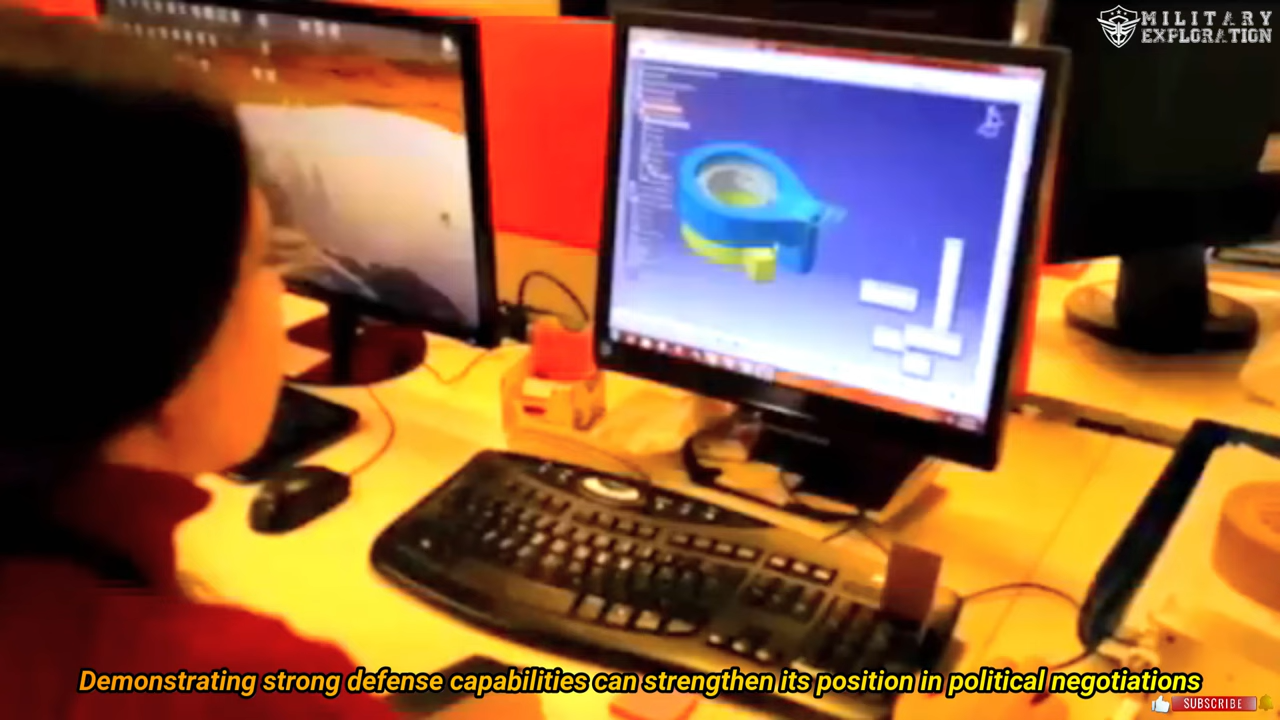 MILITARY
EXPLORATION
Demonstrating strong defense capabilities can strengthen its position in political negotiations
SUBSCRIBE